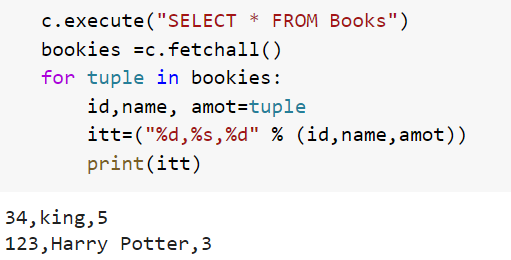 c.execute("SELECT * FROM Books")
bookies =c.fetchall()
for tuple in bookies:
    id,name, amot=tuple
    itt=("%d,%s,%d" % (id,name,amot))
    print(itt)
34,king,5
123,Harry Potter,3